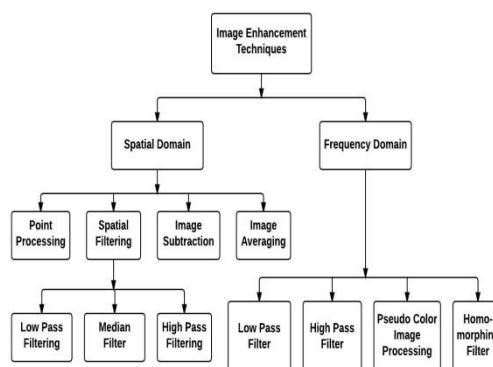 Image Enhancement
Techniques
Spatial Domain
Frequency Domain
Point
Processing
Spatial
Filtering
Image
Subtraction
Image
Averaging
Low Pass
Filtering
Median
Filter
High Pass
Filtering
Low Pass
Filter
High Pass
Filter
Pseudo Color
Image
Processing
Homo-
morphin
Filter